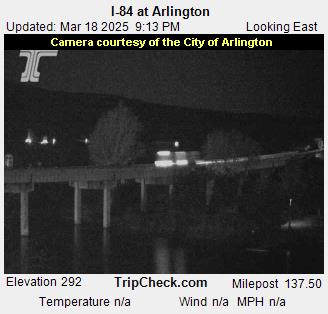 I-84 at Arlington
Updated: Mar 18 2025 9:13 PM Looking East
Camera courtesy of the City of Arlington
Elevation 292 TripCheck.com Milepost 137.50
Temperature n/a Wind n/a MPH n/a